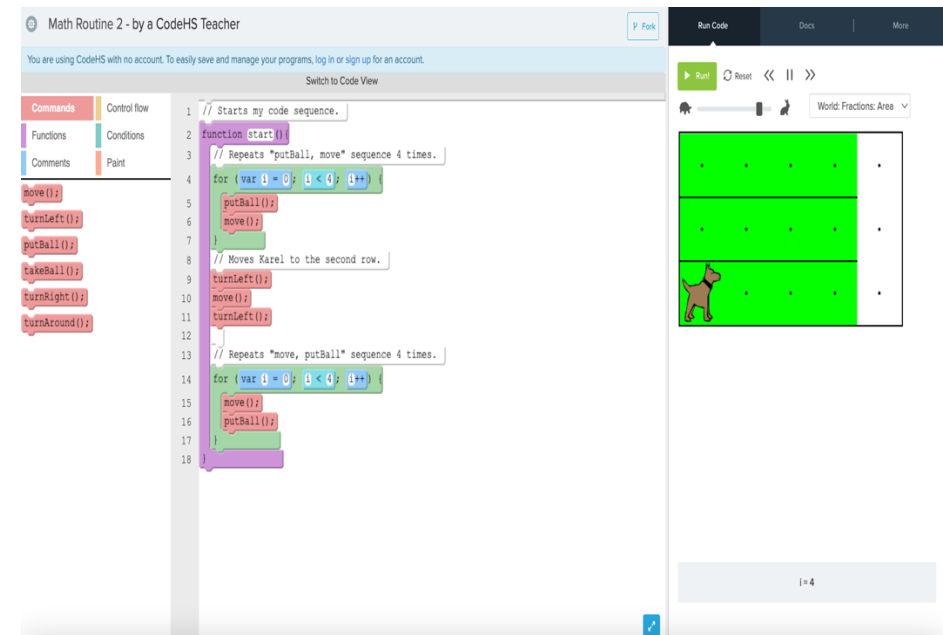 Math Routine 2 - by a CodeHS Teacher
Fork
Run Code
Docs
More
You are using CodeHS with no account. To easily save and manage your programs, log in or sign up for an account.
Switch to Code View
Commands
Control flow
Functions
Conditions
Comments
Paint
move();
turnLeft();
putBall();
takeBall();
turnRight();
turnAround();
1 // Starts my code sequence.
2 function start(){
3 // Repeats "putBall, move" sequence 4 times.
4 for (var i = 0; i < 4; i++) {
5 putBall();
6 move();
7 }
8 // Moves Karel to the second row.
9 turnLeft();
10 move();
11 turnLeft();
12
13 // Repeats "move, putBall" sequence 4 times.
14 for (var i = 0; i < 4; i++) {
15 move();
16 putBall();
17 }
18 }
Run!
Reset
World: Fractions: Area
i = 4